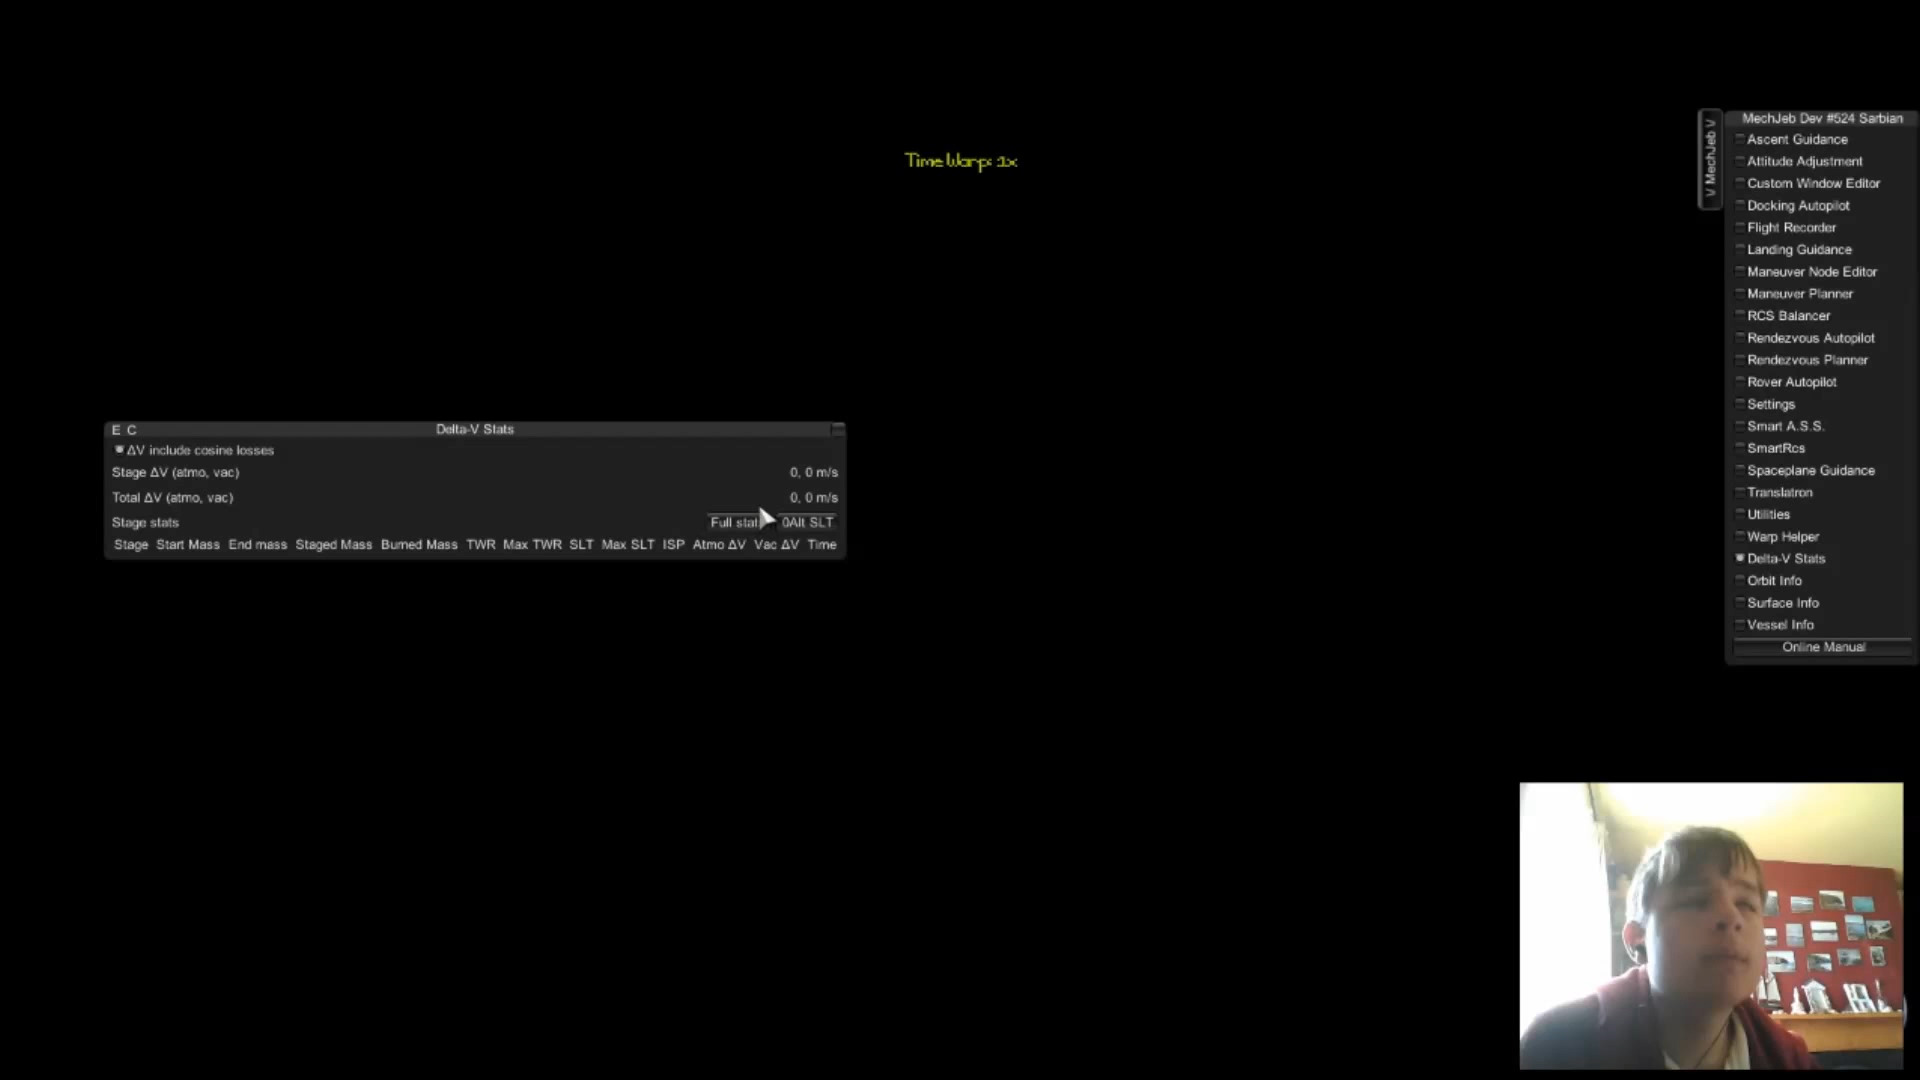 Time Warp: 1x
V MechJeb V
MechJeb Dev #524 Sarbian
Ascent Guidance
Attitude Adjustment
Custom Window Editor
Docking Autopilot
Flight Recorder
Landing Guidance
Maneuver Node Editor
Maneuver Planner
RCS Balancer
Rendezvous Autopilot
Rendezvous Planner
Rover Autopilot
Settings
Smart A.S.S.
SmartRcs
Spaceplane Guidance
Translatron
Utilities
Warp Helper
Delta-V Stats
Orbit Info
Surface Info
Vessel Info
Online Manual
E C Delta-V Stats
ΔV include cosine losses
Stage ΔV (atmo, vac) 0, 0 m/s
Total ΔV (atmo, vac) 0, 0 m/s
Stage stats Full stat 0Alt SLT
Stage Start Mass End mass Staged Mass Burned Mass TWR Max TWR SLT Max SLT ISP Atmo ΔV Vac ΔV Time